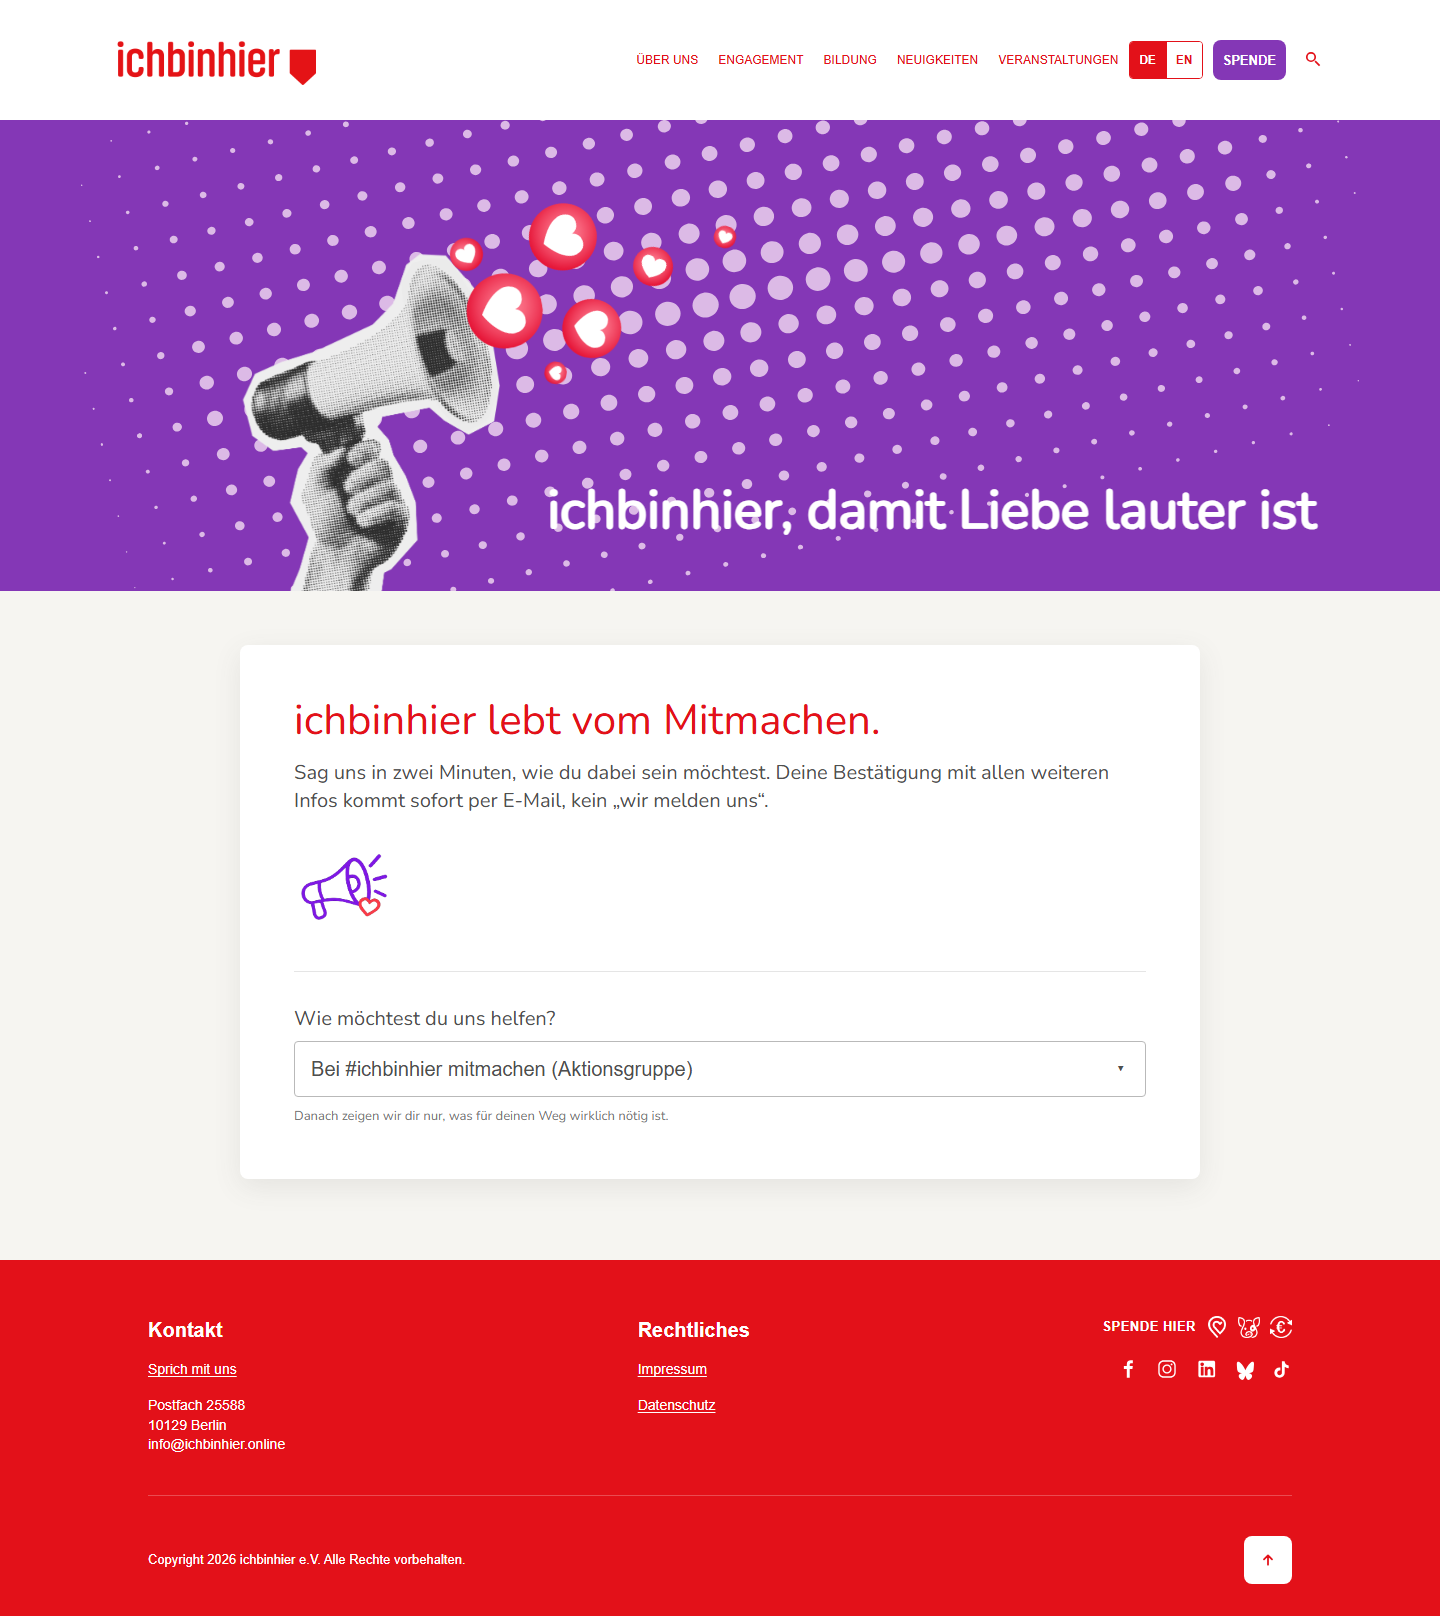 ichbinhier
ÜBER UNS
ENGAGEMENT
BILDUNG
NEUIGKEITEN
VERANSTALTUNGEN
DE
EN
SPENDE
ichbinhier, damit Liebe lauter ist
ichbinhier lebt vom Mitmachen.
Sag uns in zwei Minuten, wie du dabei sein möchtest. Deine Bestätigung mit allen weiteren
Infos kommt sofort per E-Mail, kein „wir melden uns“.
Wie möchtest du uns helfen?
Bei #ichbinhier mitmachen (Aktionsgruppe)
Danach zeigen wir dir nur, was für deinen Weg wirklich nötig ist.
Kontakt
Sprich mit uns
Postfach 25588
10129 Berlin
info@ichbinhier.online
Rechtliches
Impressum
Datenschutz
SPENDE HIER
Copyright 2026 ichbinhier e.V. Alle Rechte vorbehalten.